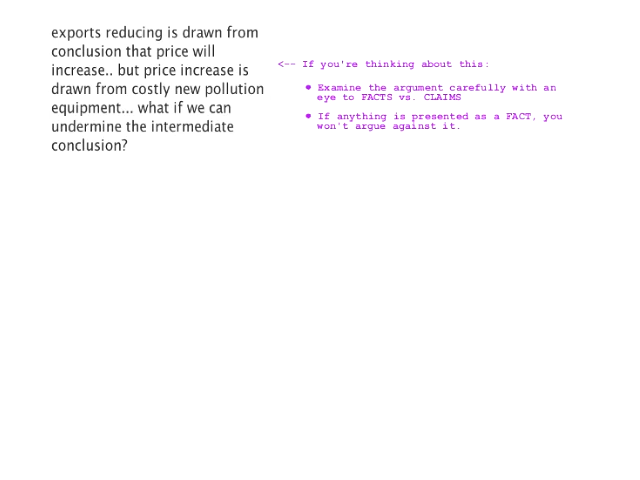 exports reducing is drawn from
conclusion that price will
increase.. but price increase is
drawn from costly new pollution
equipment... what if we can
undermine the intermediate
conclusion?
<-- If you're thinking about this:
* Examine the argument carefully with an
eye to FACTS vs. CLAIMS
* If anything is presented as a FACT, you
won't argue against it.